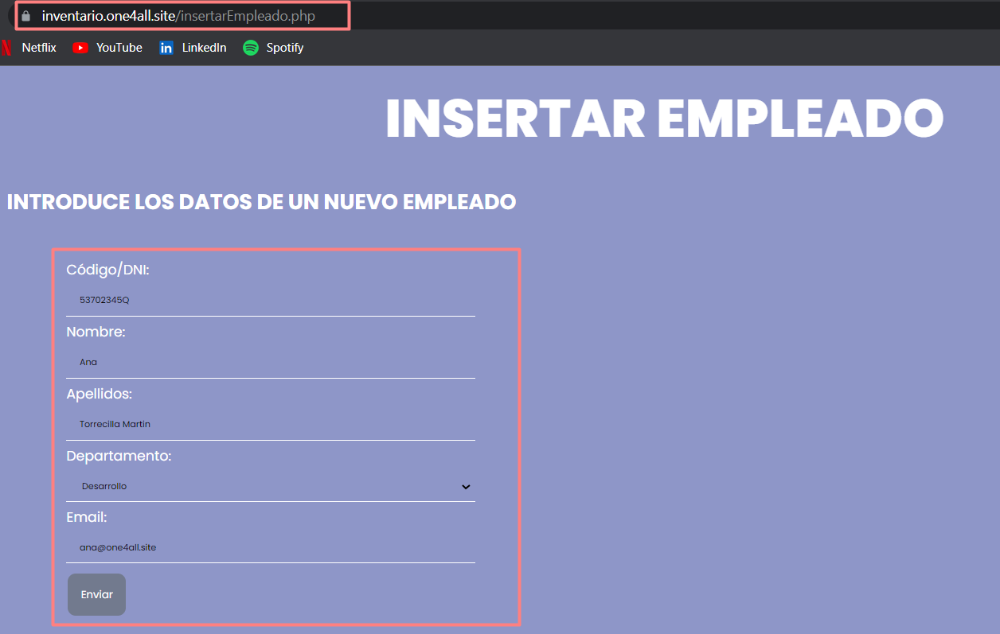 inventario.one4all.site/insertarEmpleado.php
Netflix YouTube LinkedIn Spotify
INSERTAR EMPLEADO
INTRODUCE LOS DATOS DE UN NUEVO EMPLEADO
Código/DNI:
53702345Q
Nombre:
Ana
Apellidos:
Torrecilla Martin
Departamento:
Desarrollo
Email:
ana@one4all.site
Enviar